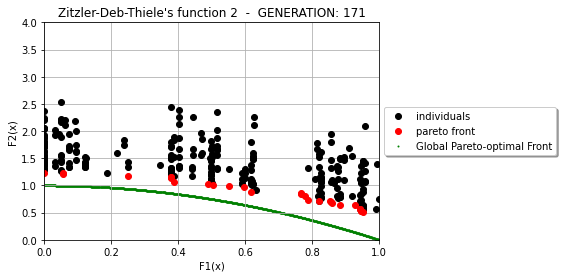 Zitzler-Deb-Thiele's function 2 - GENERATION: 171
4.0
3.5
3.0
2.5
2.0
1.5
1.0
0.5
0.0
F2(x)
0.0 0.2 0.4 0.6 0.8 1.0
F1(x)
individuals
pareto front
Global Pareto-optimal Front